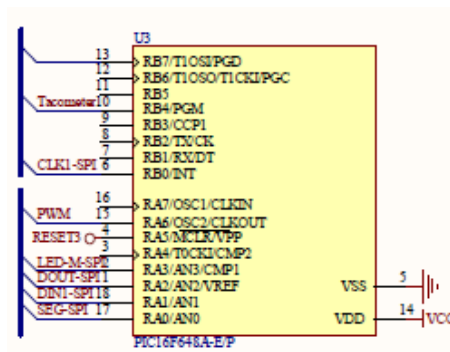 U3
13 RB7/T1OSI/PGD
12 RB6/T1OSO/T1CKI/PGC
11 RB5
Tacometer 10 RB4/PGM
9 RB3/CCP1
8 RB2/TX/CK
7 RB1/RX/DT
CLK1-SPI 6 RB0/INT
16 RA7/OSC1/CLKIN
PWM 15 RA6/OSC2/CLKOUT
RESET3 4 RA5/MCLR/VPP
3 RA4/T0CKI/CMP2
LED-M-SPI 2 RA3/AN3/CMP1
DOUT-SPI 1 RA2/AN2/VREF VSS 5
DIN1-SPI 18 RA1/AN1
SEG-SPI 17 RA0/AN0 VDD 14 VCC
PIC16F648A-E/P